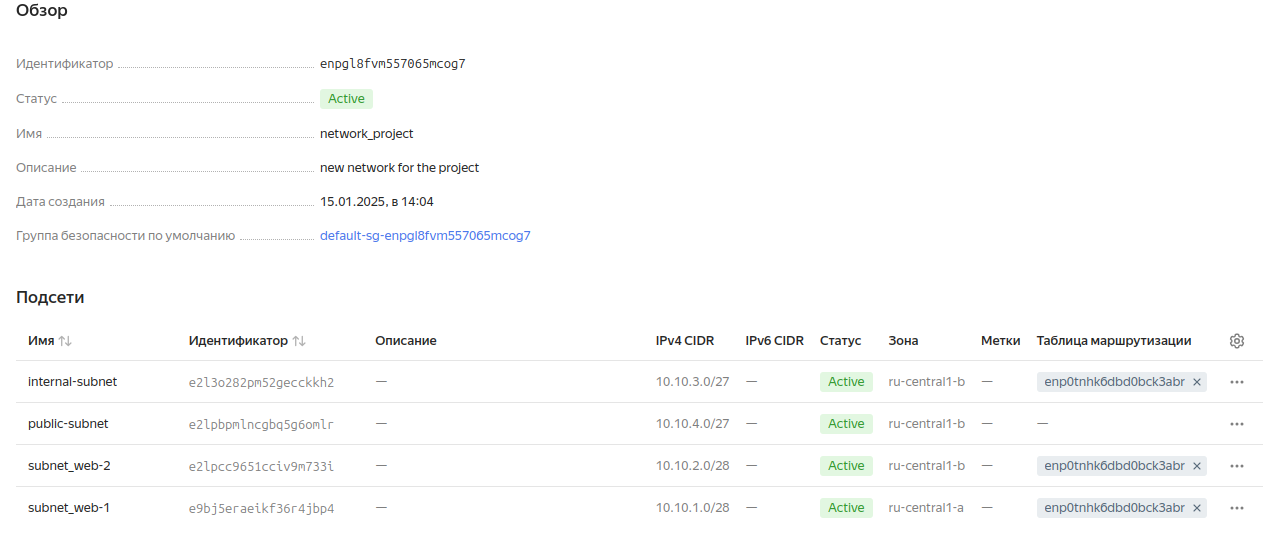 Обзор
Идентификатор enpgl8fvm557065mcog7
Статус Active
Имя network_project
Описание new network for the project
Дата создания 15.01.2025, в 14:04
Группа безопасности по умолчанию default-sg-enpgl8fvm557065mcog7
Подсети
Имя Идентификатор Описание IPv4 CIDR IPv6 CIDR Статус Зона Метки Таблица маршрутизации
internal-subnet e2l3o282pm52gecckkh2 — 10.10.3.0/27 — Active ru-central1-b — enp0tnhk6dbd0bck3abr
public-subnet e2lpbpmlncgbq5g6omlr — 10.10.4.0/27 — Active ru-central1-b — —
subnet_web-2 e2lpcc9651cciv9m733i — 10.10.2.0/28 — Active ru-central1-b — enp0tnhk6dbd0bck3abr
subnet_web-1 e9bj5eraeikf36r4jbp4 — 10.10.1.0/28 — Active ru-central1-a — enp0tnhk6dbd0bck3abr